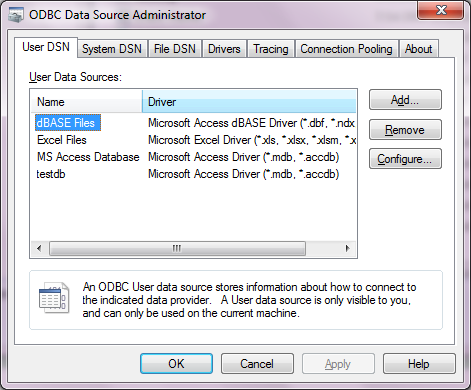 ODBC Data Source Administrator
User DSN System DSN File DSN Drivers Tracing Connection Pooling About
User Data Sources:
Name Driver
dBASE Files Microsoft Access dBASE Driver (*.dbf, *.ndx
Excel Files Microsoft Excel Driver (*.xls, *.xlsx, *.xlsm, *.x
MS Access Database Microsoft Access Driver (*.mdb, *.accdb)
testdb Microsoft Access Driver (*.mdb, *.accdb)
Add...
Remove
Configure...
An ODBC User data source stores information about how to connect to
the indicated data provider. A User data source is only visible to you,
and can only be used on the current machine.
OK Cancel Apply Help